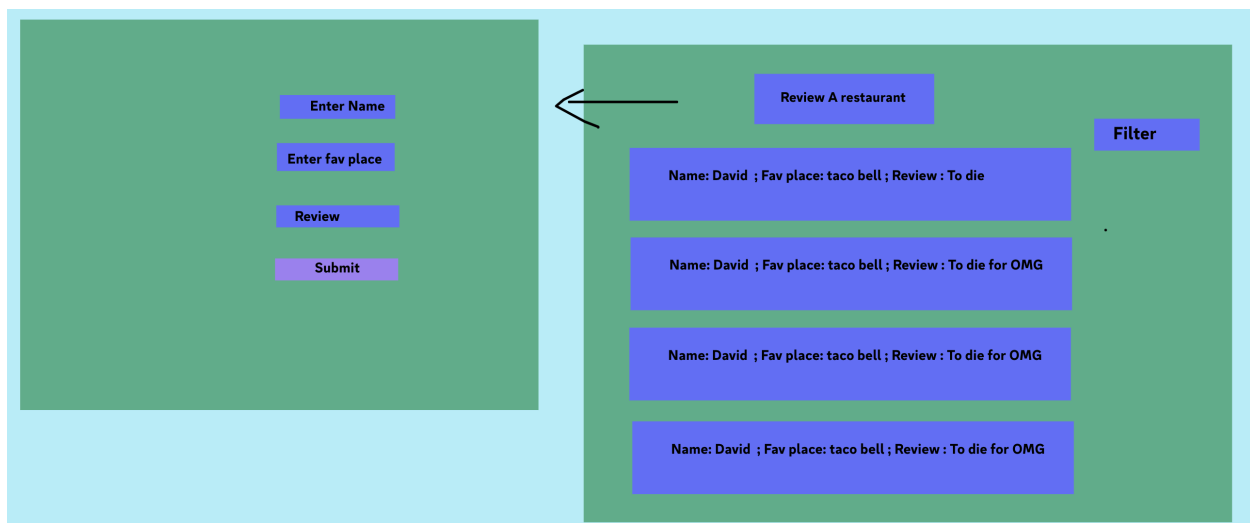 Enter Name
Enter fav place
Review
Submit
Review A restaurant
Filter
Name: David  ; Fav place: taco bell ; Review : To die
Name: David  ; Fav place: taco bell ; Review : To die for OMG
Name: David  ; Fav place: taco bell ; Review : To die for OMG
Name: David  ; Fav place: taco bell ; Review : To die for OMG